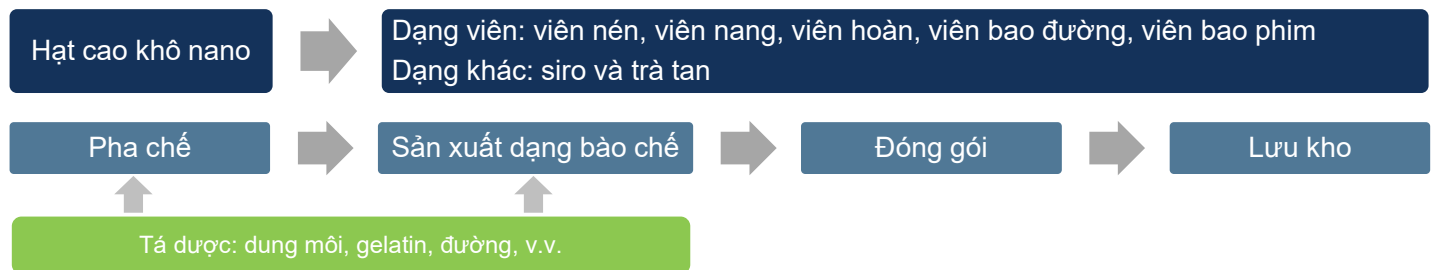 Hạt cao khô nano
Dạng viên: viên nén, viên nang, viên hoàn, viên bao đường, viên bao phim
Dạng khác: siro và trà tan
Pha chế
Sản xuất dạng bào chế
Đóng gói
Lưu kho
Tá dược: dung môi, gelatin, đường, v.v.